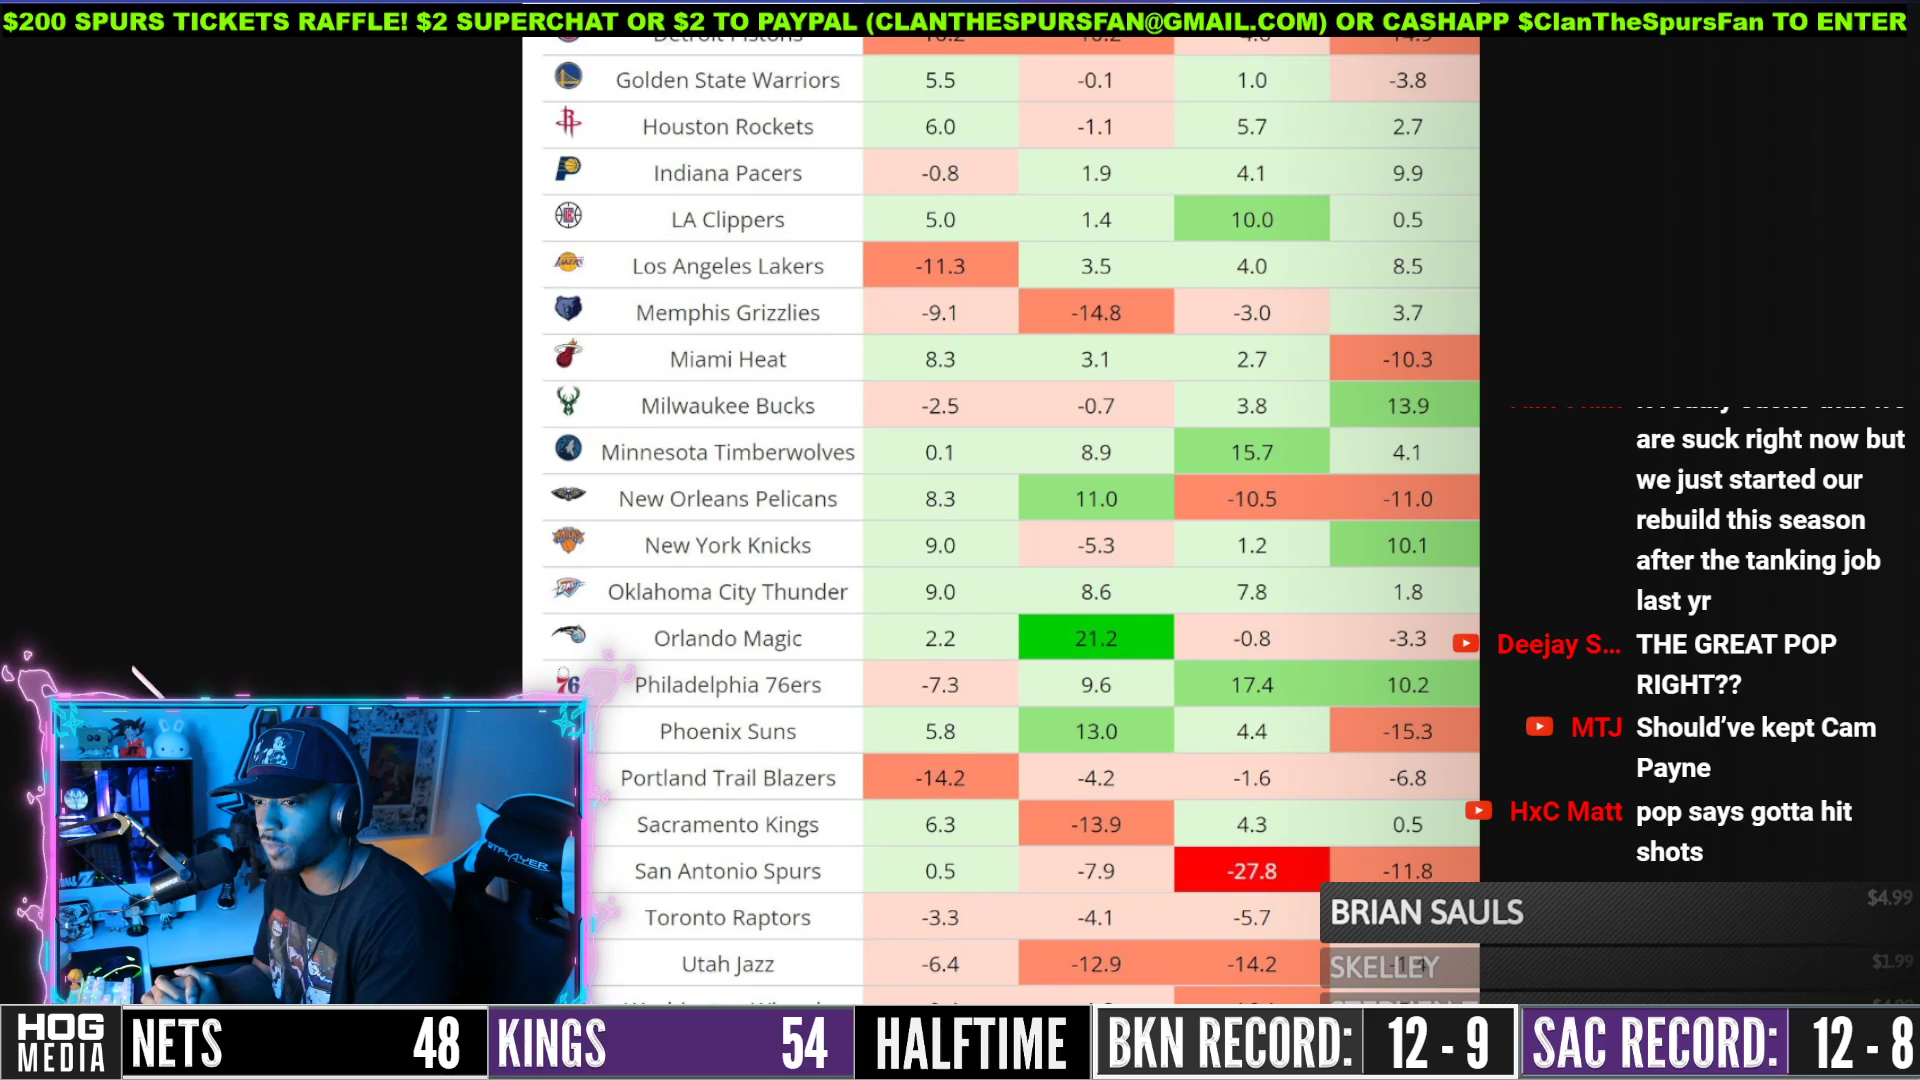 $200 SPURS TICKETS RAFFLE! $2 SUPERCHAT OR $2 TO PAYPAL (CLANTHESPURSFAN@GMAIL.COM) OR CASHAPP $ClanTheSpursFan TO ENTER
Detroit Pistons
Golden State Warriors 5.5 -0.1 1.0 -3.8
Houston Rockets 6.0 -1.1 5.7 2.7
Indiana Pacers -0.8 1.9 4.1 9.9
LA Clippers 5.0 1.4 10.0 0.5
Los Angeles Lakers -11.3 3.5 4.0 8.5
Memphis Grizzlies -9.1 -14.8 -3.0 3.7
Miami Heat 8.3 3.1 2.7 -10.3
Milwaukee Bucks -2.5 -0.7 3.8 13.9
Minnesota Timberwolves 0.1 8.9 15.7 4.1
New Orleans Pelicans 8.3 11.0 -10.5 -11.0
New York Knicks 9.0 -5.3 1.2 10.1
Oklahoma City Thunder 9.0 8.6 7.8 1.8
Orlando Magic 2.2 21.2 -0.8 -3.3
76 Philadelphia 76ers -7.3 9.6 17.4 10.2
Phoenix Suns 5.8 13.0 4.4 -15.3
Portland Trail Blazers -14.2 -4.2 -1.6 -6.8
Sacramento Kings 6.3 -13.9 4.3 0.5
San Antonio Spurs 0.5 -7.9 -27.8 -11.8
Toronto Raptors -3.3 -4.1 -5.7
Utah Jazz -6.4 -12.9 -14.2
are suck right now but
we just started our
rebuild this season
after the tanking job
last yr
Deejay S... THE GREAT POP
RIGHT??
MTJ Should've kept Cam
Payne
HxC Matt pop says gotta hit
shots
BRIAN SAULS $4.99
SKELLEY $1.99
HOG
MEDIA
NETS 48 KINGS 54 HALFTIME BKN RECORD: 12 - 9 SAC RECORD: 12 - 8